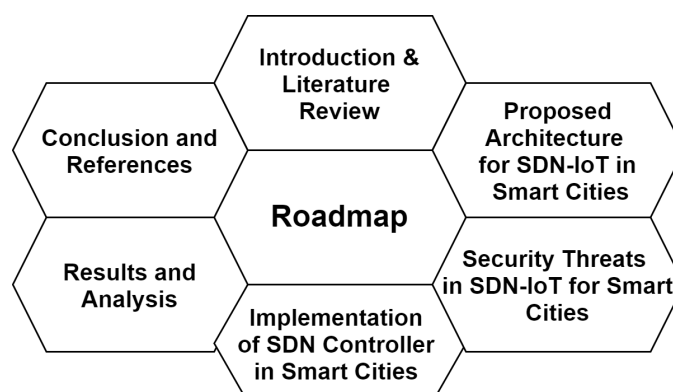 Introduction &
Literature
Review
Proposed
Architecture
for SDN-IoT in
Smart Cities
Security Threats
in SDN-IoT for Smart
Cities
Implementation
of SDN Controller
in Smart Cities
Results and
Analysis
Conclusion and
References
Roadmap